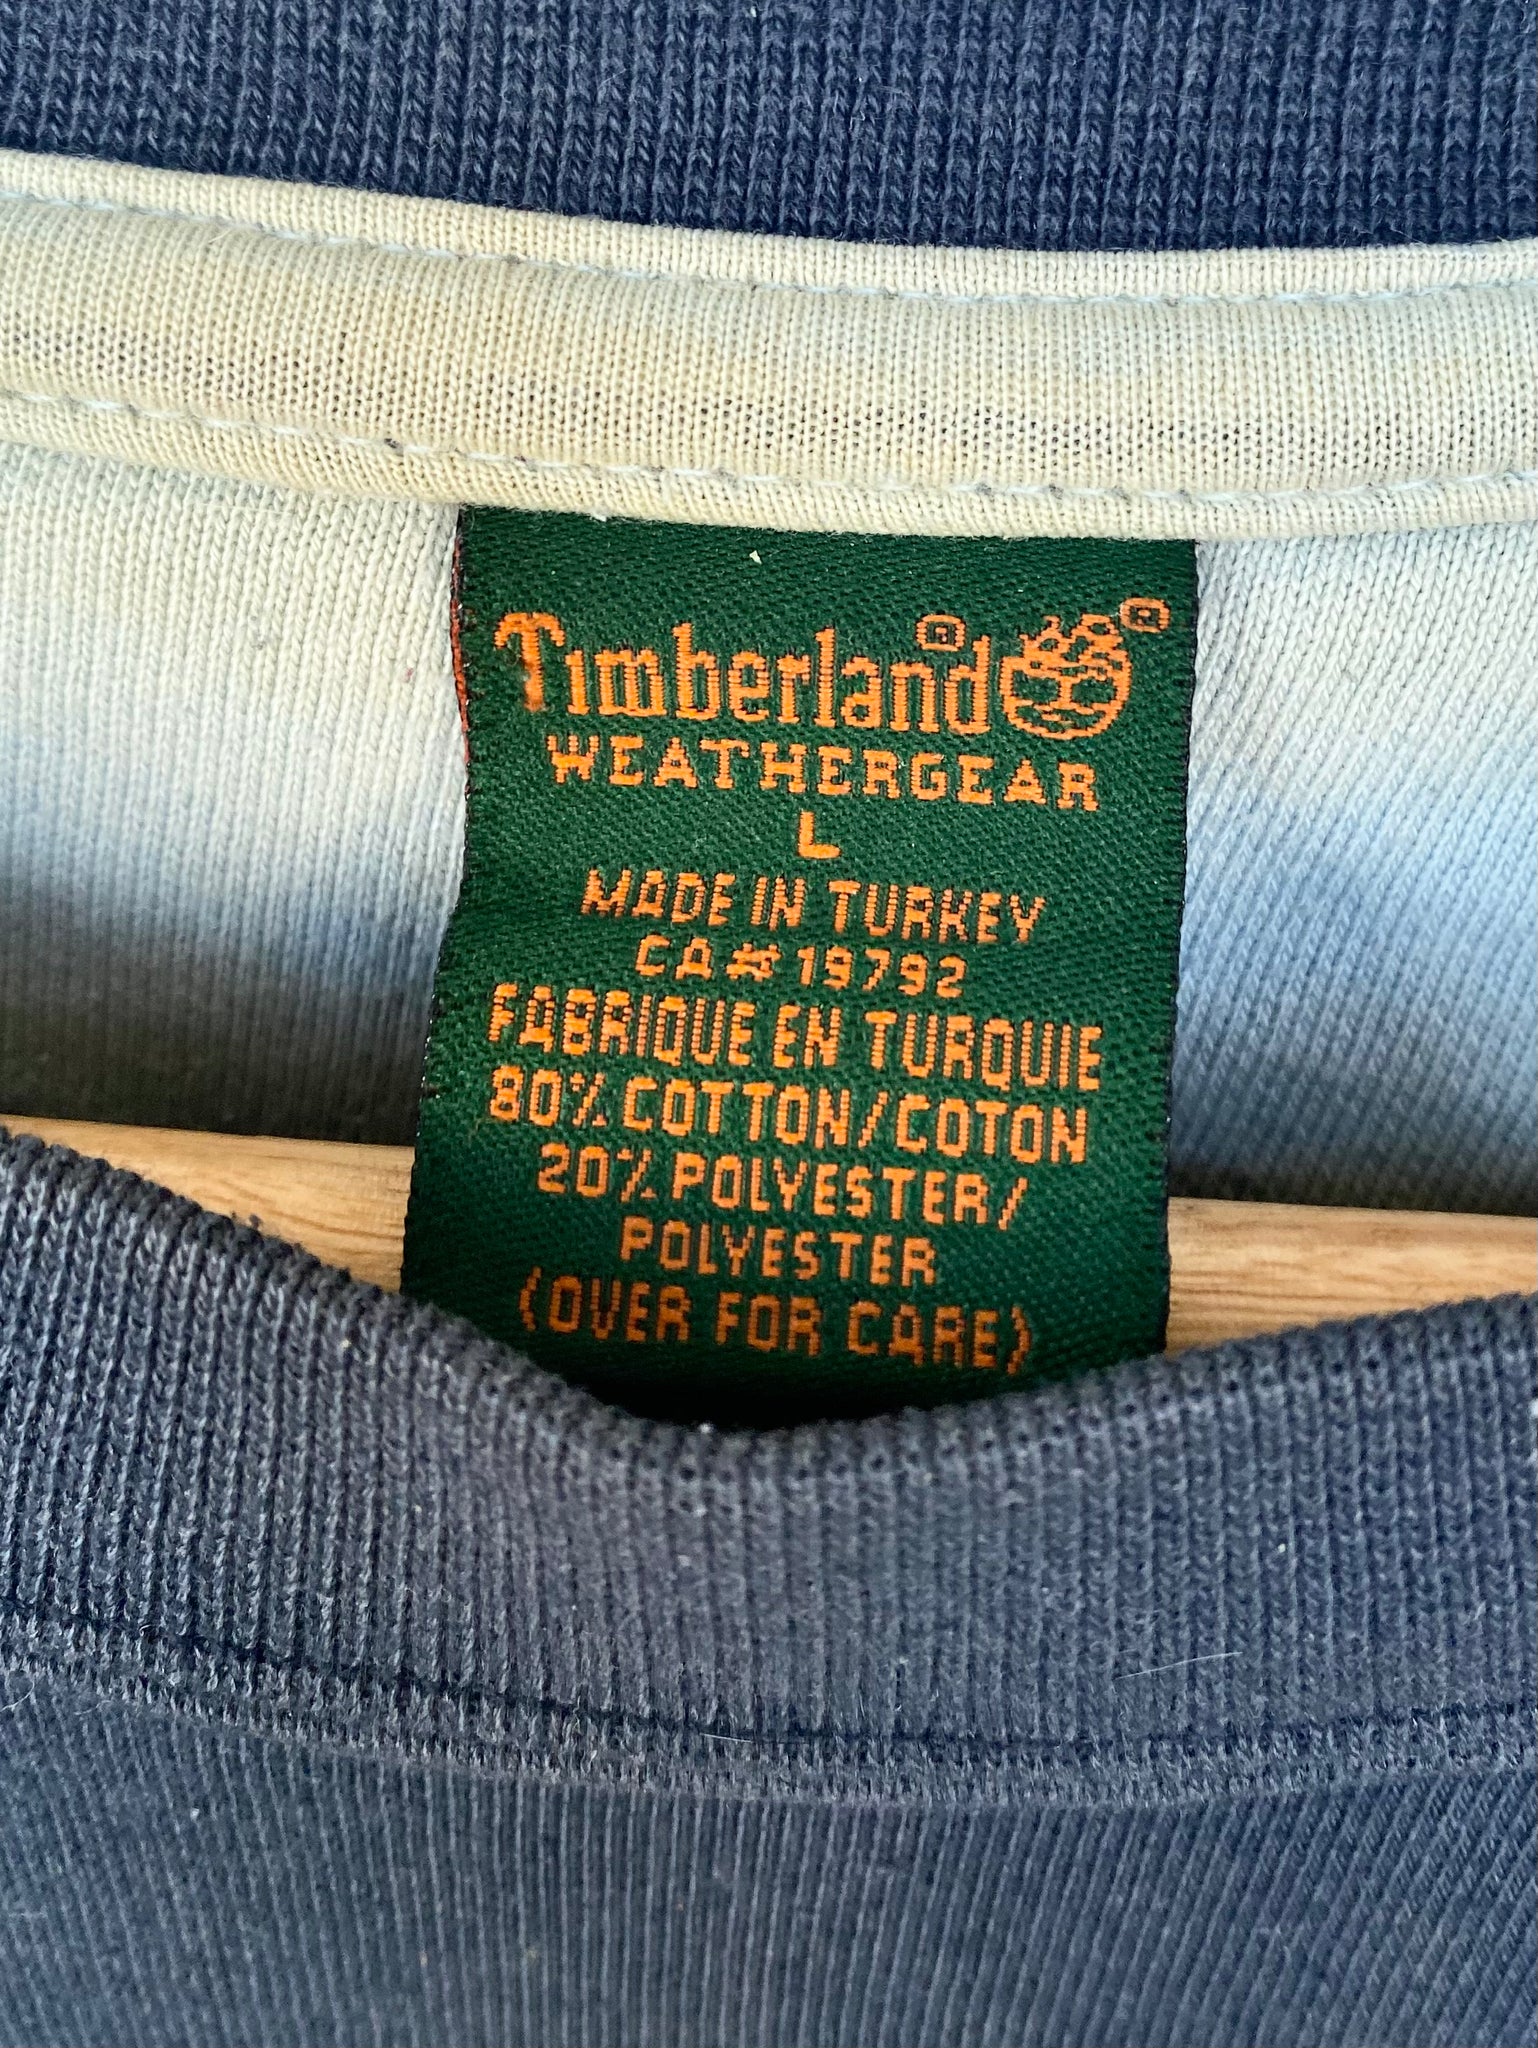 Timberland®
WEATHERGEAR
L
MADE IN TURKEY
CA# 19792
FABRIQUE EN TURQUIE
80% COTTON/COTON
20% POLYESTER/
POLYESTER
(OVER FOR CARE)